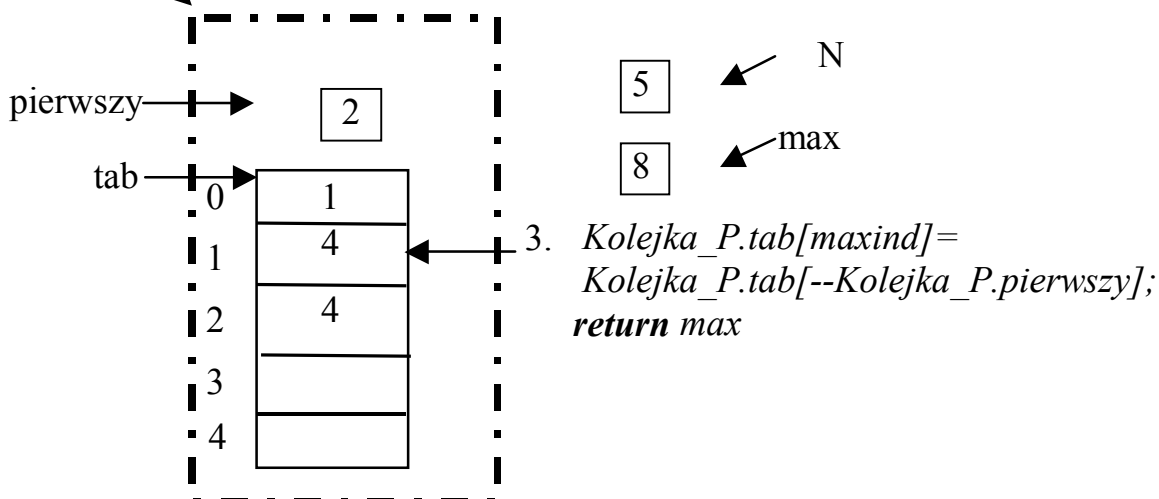 N
5
pierwszy
2
max
8
tab
0 1
1 4
3. Kolejka_P.tab[maxind]=
Kolejka_P.tab[--Kolejka_P.pierwszy];
return max
2 4
3
4